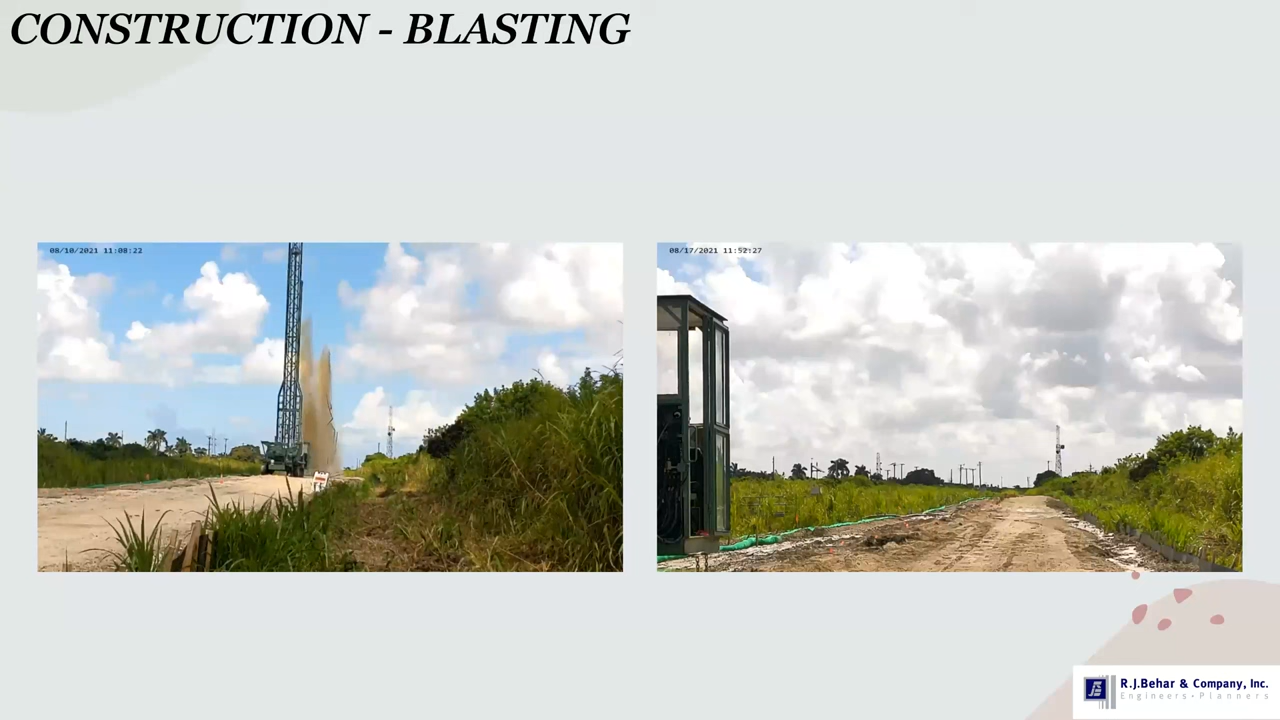 CONSTRUCTION - BLASTING
08/10/2021 11:08:22
08/17/2021 11:52:27
R.J.Behar & Company, Inc.
Engineers•Planners